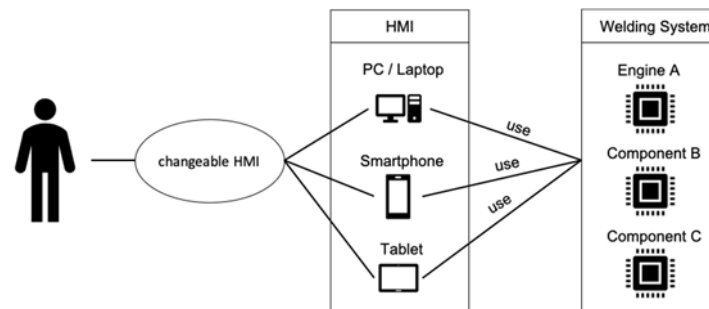 HMI
Welding System
PC / Laptop
Engine A
use
changeable HMI
Smartphone
use
Component B
use
Tablet
Component C